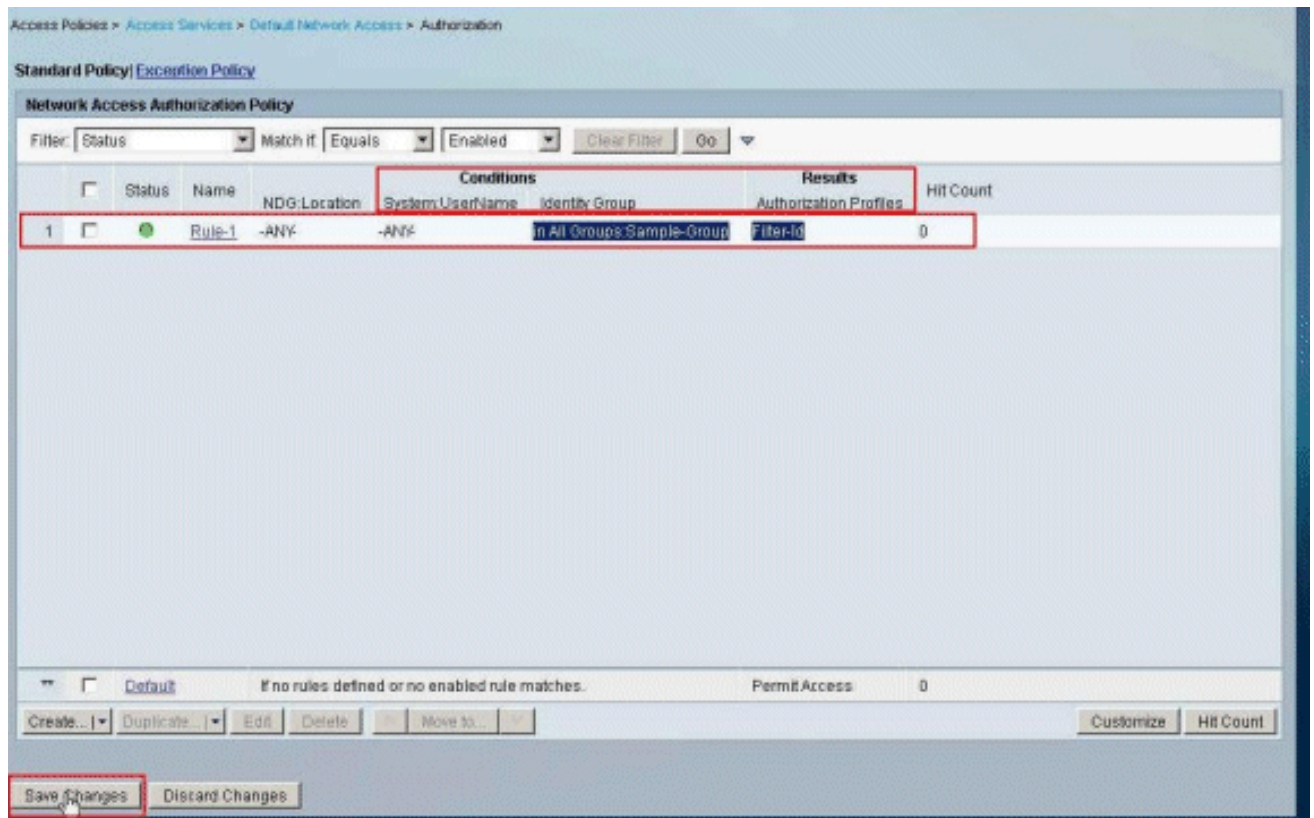 Access Policies > Access Services > Default Network Access > Authorization
Standard Policy| Exception Policy
Network Access Authorization Policy
Filter: Status Match if: Equals Enabled Clear Filter Go
Status Name Conditions Results Hit Count
NDG:Location System:UserName Identity Group Authorization Profiles
1 Rule-1 -ANY- -ANY- in All Groups:Sample-Group Filter-Id 0
** Default If no rules defined or no enabled rule matches. Permit Access 0
Create... Duplicate... Edit Delete Move to... Customize Hit Count
Save Changes Discard Changes